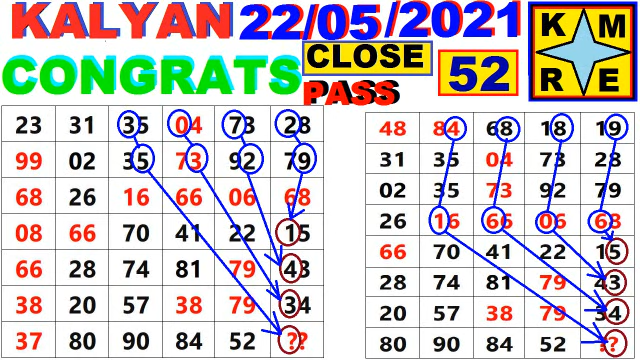 KALYAN 22/05/2021
CONGRATS CLOSE PASS 52
K M
R E
23 31 35 04 73 28
99 02 35 73 92 79
68 26 16 66 06 68
08 66 70 41 22 15
66 28 74 81 79 43
38 20 57 38 79 34
37 80 90 84 52 ??
48 84 68 18 19
31 35 04 73 28
02 35 73 92 79
26 16 66 06 68
66 70 41 22 15
28 74 81 79 43
20 57 38 79 34
80 90 84 52 ??